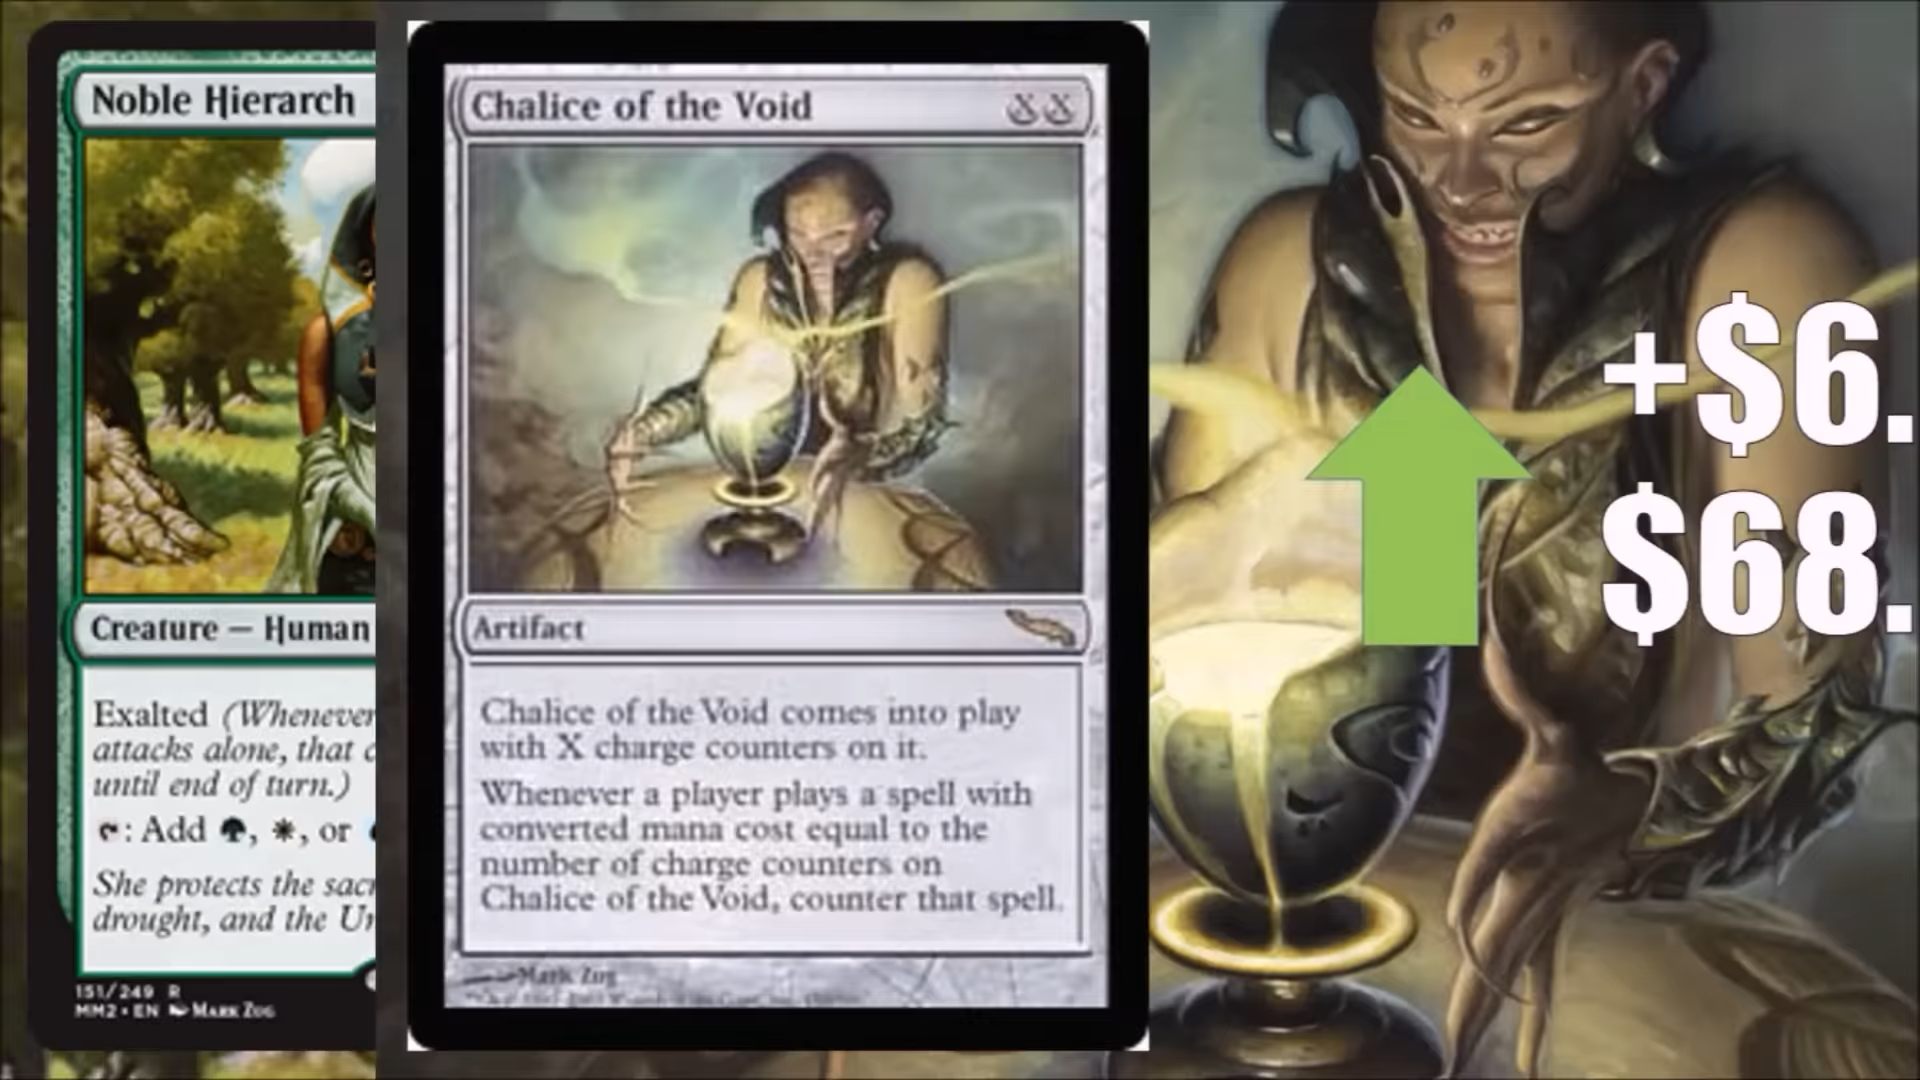 Noble Hierarch
Creature — Human
Exalted (Whenever
attacks alone, that c
until end of turn.)
: Add , , or
She protects the sacr
drought, and the Un
151/249 R
MM2 • EN Mark Zug
Chalice of the Void XX
Artifact
Chalice of the Void comes into play
with X charge counters on it.
Whenever a player plays a spell with
converted mana cost equal to the
number of charge counters on
Chalice of the Void, counter that spell.
Mark Zug
+$6.
$68.